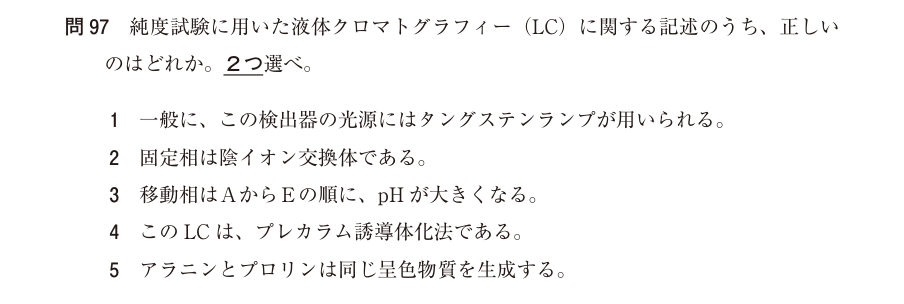 問97 純度試験に用いた液体クロマトグラフィー（LC）に関する記述のうち、正しい
のはどれか。２つ選べ。
1 一般に、この検出器の光源にはタングステンランプが用いられる。
2 固定相は陰イオン交換体である。
3 移動相はＡからＥの順に、pHが大きくなる。
4 このLCは、プレカラム誘導体化法である。
5 アラニンとプロリンは同じ呈色物質を生成する。